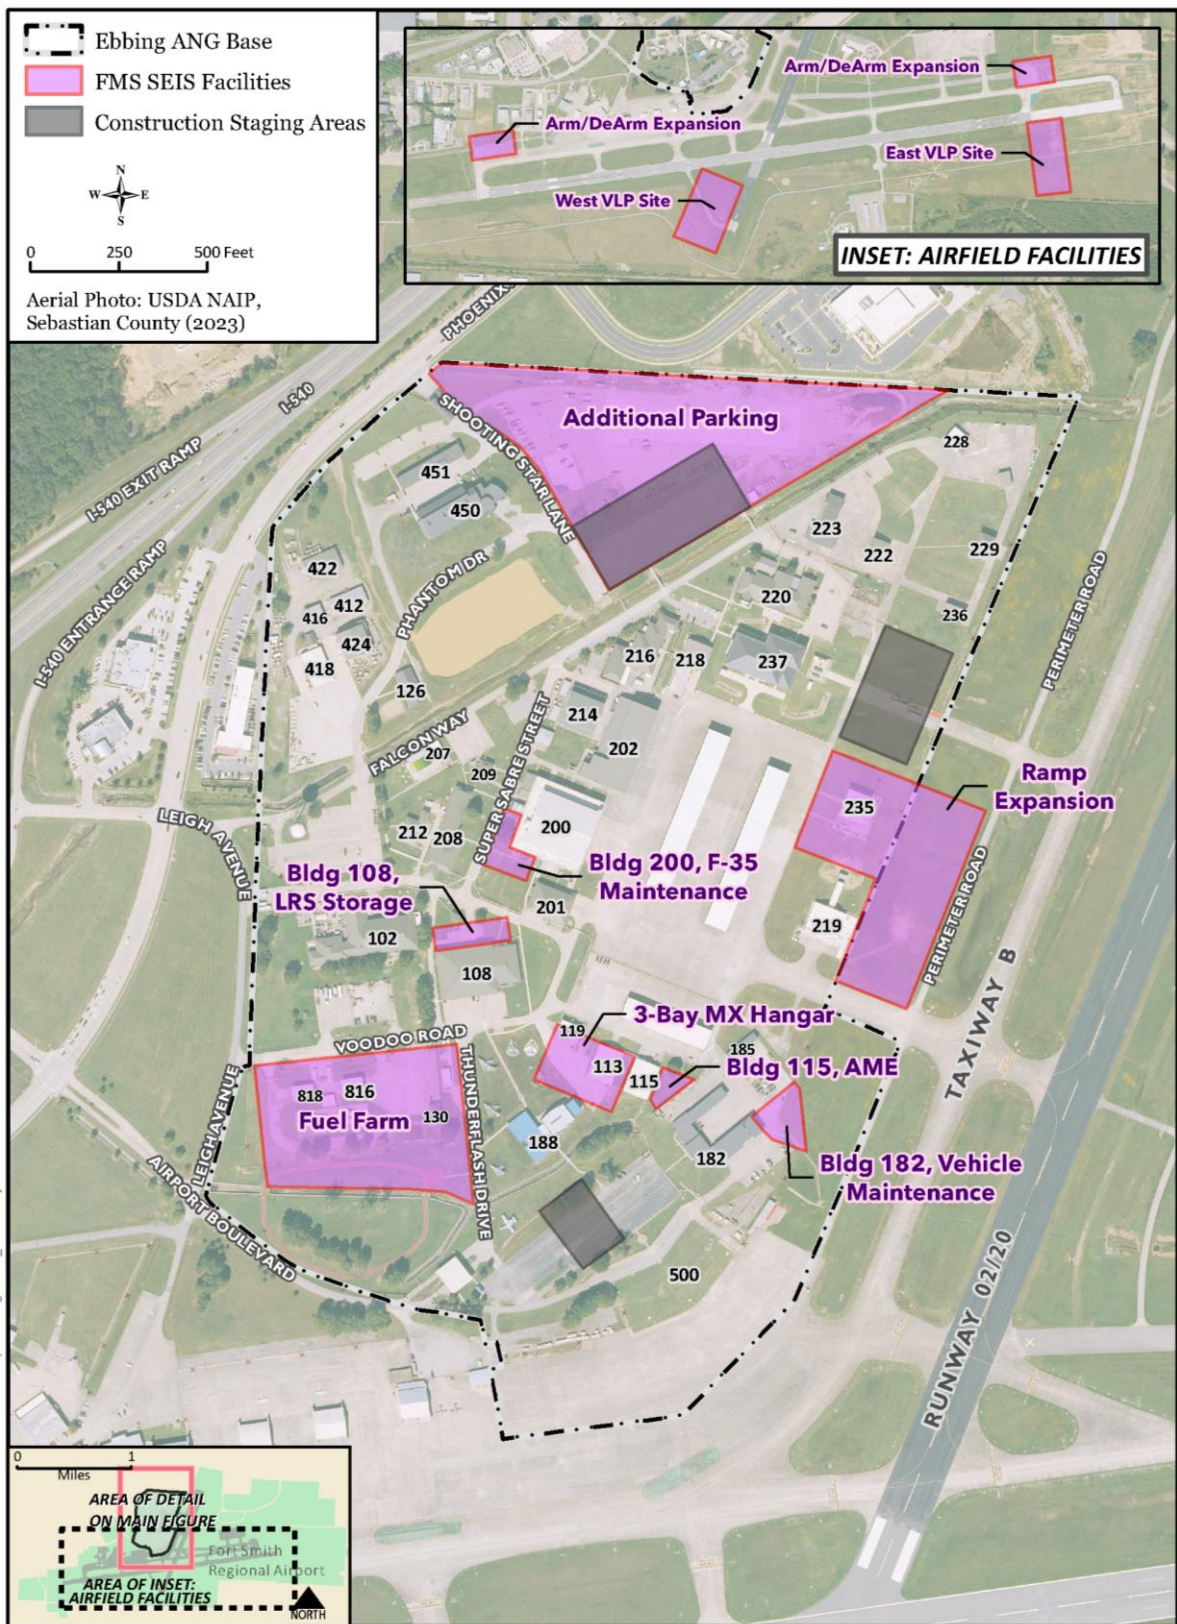 Ebbing ANG Base
FMS SEIS Facilities
Construction Staging Areas
N
W E
S
0 250 500 Feet
Aerial Photo: USDA NAIP,
Sebastian County (2023)
Arm/DeArm Expansion
Arm/DeArm Expansion
East VLP Site
West VLP Site
INSET: AIRFIELD FACILITIES
PHOENIX
I-540
I-540 EXIT RAMP
I-540 ENTRANCE RAMP
SHOOTING STAR LANE
Additional Parking
228
451
450
223
222
229
422
PHANTOM DR
220
PERIMETER ROAD
412
416
236
424
216
218
237
418
126
214
FALCON WAY
SUPER SABRE STREET
202
207
209
Ramp
Expansion
235
LEIGH AVENUE
212
208
200
Bldg 200, F-35
Maintenance
Bldg 108,
LRS Storage
201
PERIMETER ROAD
219
102
108
TAXIWAY B
3-Bay MX Hangar
119
VOODOO ROAD
185
113
115
Bldg 115, AME
818
816
130
Fuel Farm
THUNDERFLASH DRIVE
188
182
Bldg 182, Vehicle
Maintenance
LEIGH AVENUE
AIRPORT BOULEVARD
500
RUNWAY 02/20
0 1
Miles
AREA OF DETAIL
ON MAIN FIGURE
Fort Smith
Regional Airport
AREA OF INSET:
AIRFIELD FACILITIES
NORTH